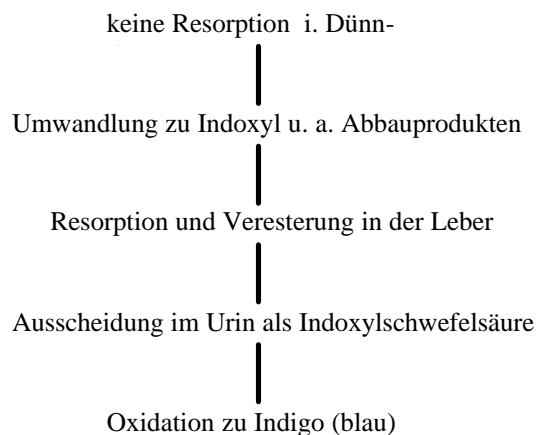 keine Resorption i. Dünn-
Umwandlung zu Indoxyl u. a. Abbauprodukten
Resorption und Veresterung in der Leber
Ausscheidung im Urin als Indoxylschwefelsäure
Oxidation zu Indigo (blau)